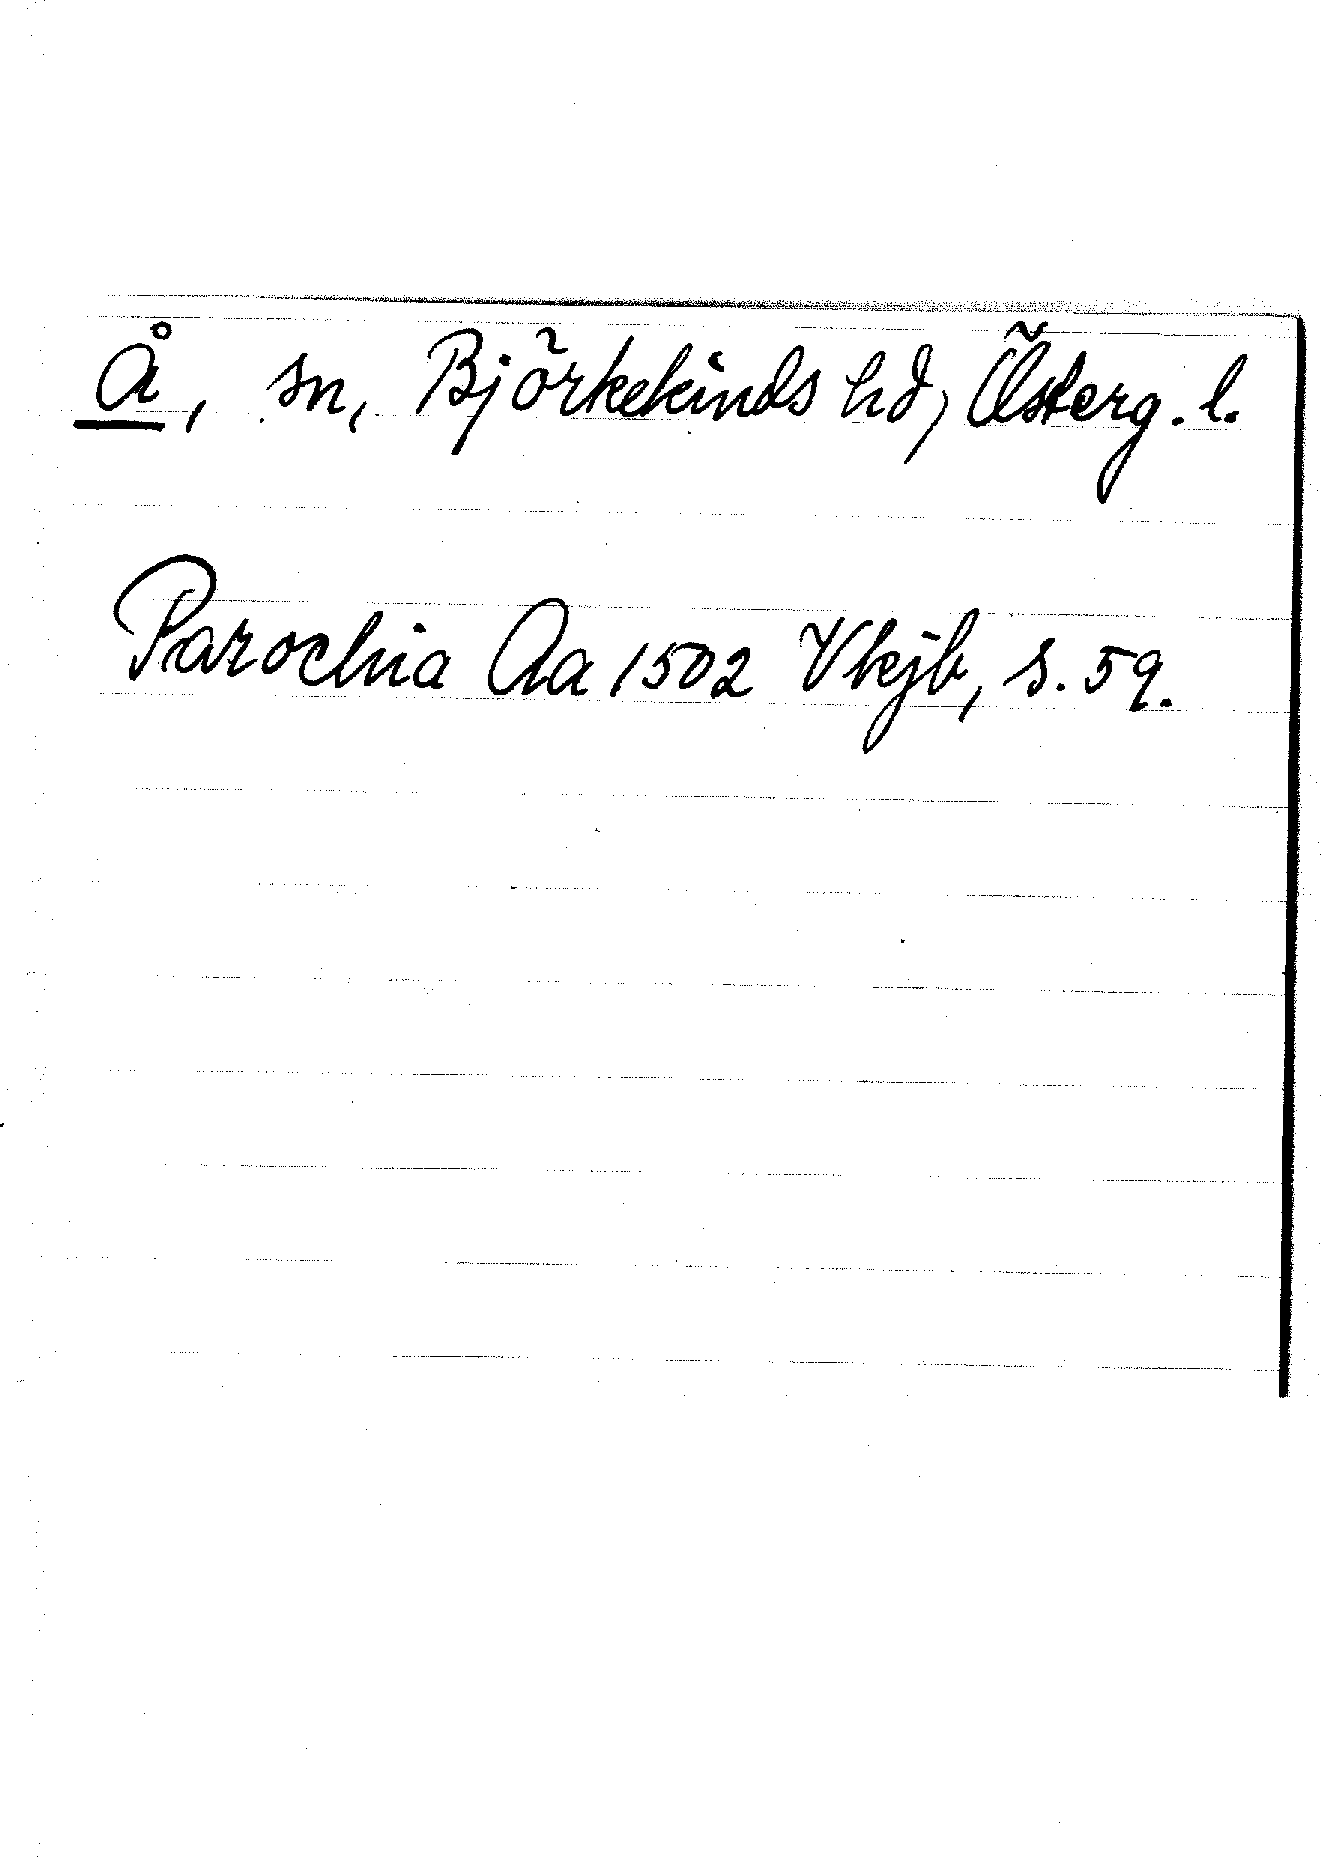 Å, sn, Björkekinds hd, Österg. l.
Parochia Aa 1502 Vkjb, s. 59.